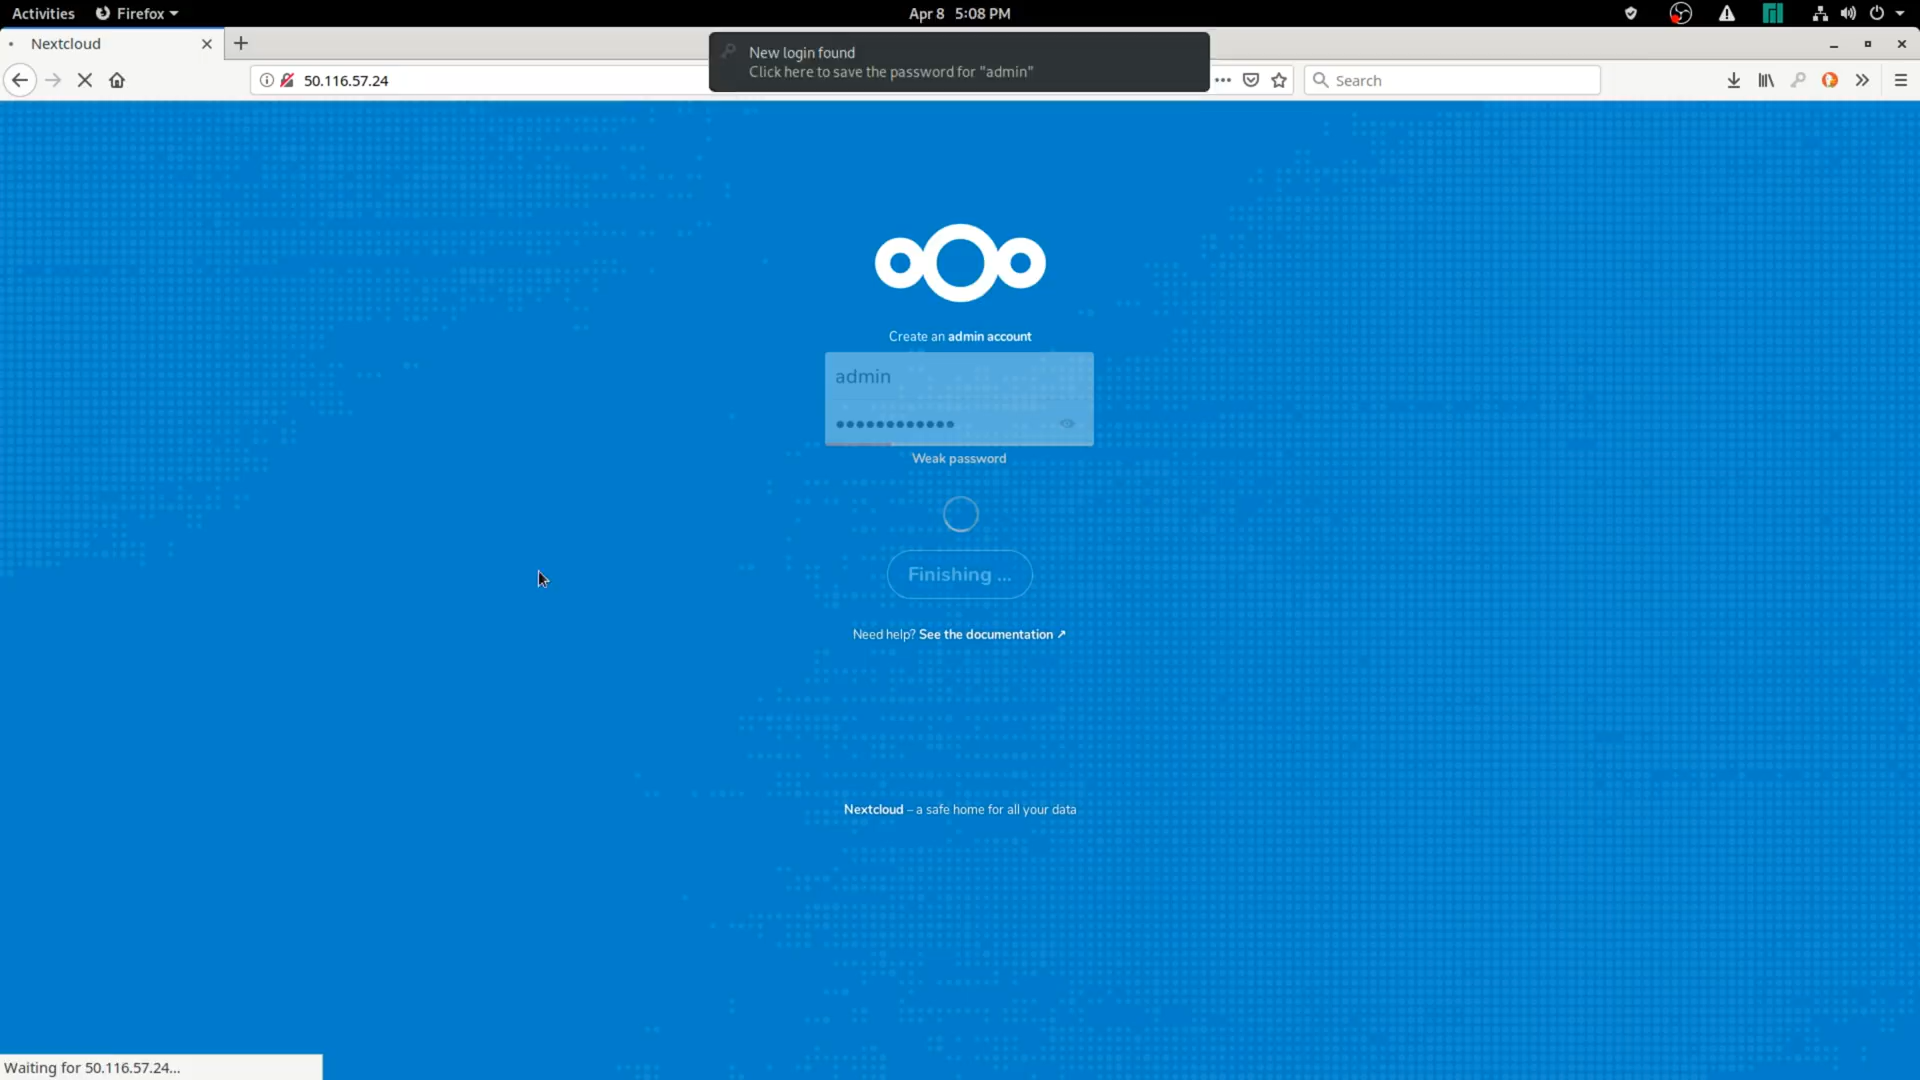 Activities Firefox Apr 8 5:08 PM
Nextcloud
New login found
Click here to save the password for "admin"
50.116.57.24
Search
Create an admin account
admin
••••••••••••
Weak password
Finishing ...
Need help? See the documentation ↗
Nextcloud – a safe home for all your data
Waiting for 50.116.57.24...